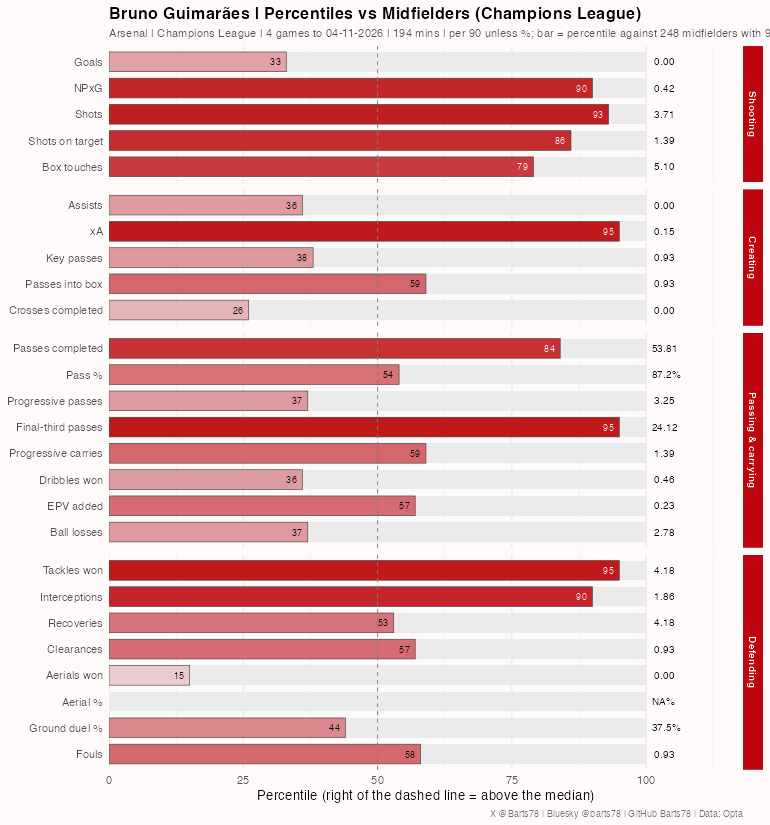 Bruno Guimarães | Percentiles vs Midfielders (Champions League)
Arsenal | Champions League | 4 games to 04-11-2026 | 194 mins | per 90 unless %; bar = percentile against 248 midfielders with 9
Goals 33 0.00
NPxG 90 0.42
Shots 93 3.71
Shots on target 86 1.39
Box touches 79 5.10
Shooting
Assists 36 0.00
xA 95 0.15
Key passes 38 0.93
Passes into box 59 0.93
Crosses completed 26 0.00
Creating
Passes completed 84 53.81
Pass % 54 87.2%
Progressive passes 37 3.25
Final-third passes 95 24.12
Progressive carries 59 1.39
Dribbles won 36 0.46
EPV added 57 0.23
Ball losses 37 2.78
Passing & carrying
Tackles won 95 4.18
Interceptions 90 1.86
Recoveries 53 4.18
Clearances 57 0.93
Aerials won 15 0.00
Aerial % NA%
Ground duel % 44 37.5%
Fouls 58 0.93
Defending
0 25 50 75 100
Percentile (right of the dashed line = above the median)
X @Barts78 | Bluesky @barts78 | GitHub Barts78 | Data: Opta